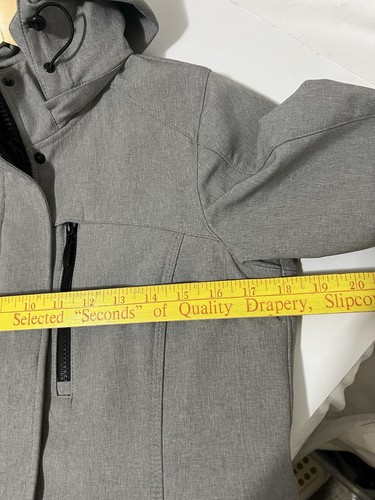 10 11 12 13 14 15 16 17 18 19 20
Selected "Seconds" of Quality Drapery, Slipco